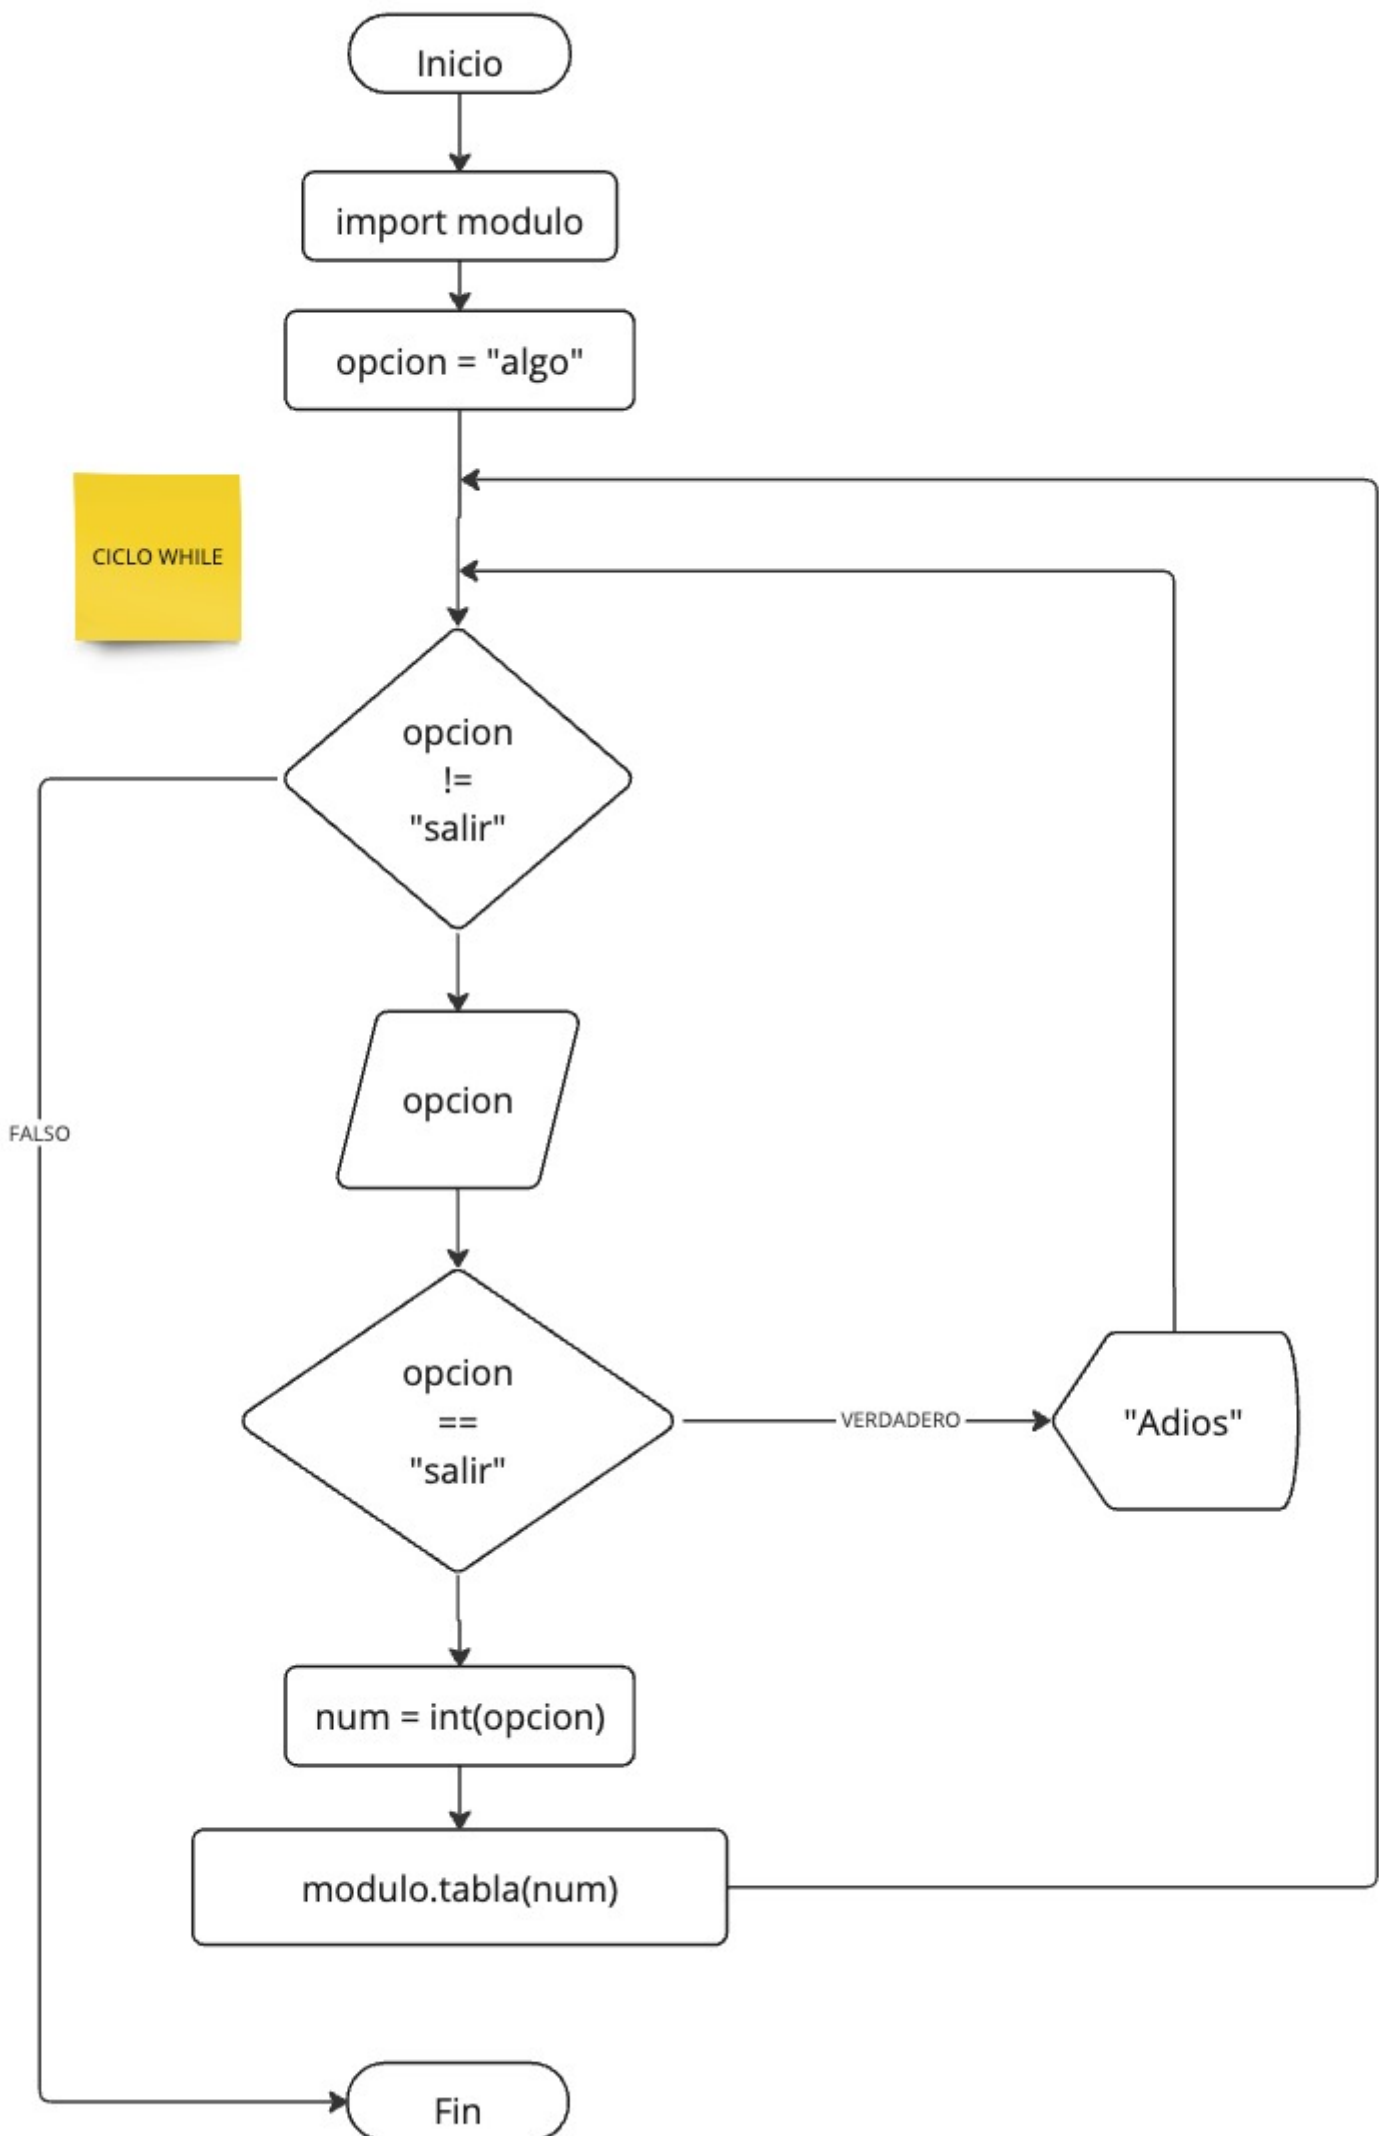 Inicio
import modulo
opcion = "algo"
CICLO WHILE
opcion
!=
"salir"
opcion
FALSO
opcion
==
"salir"
VERDADERO
"Adios"
num = int(opcion)
modulo.tabla(num)
Fin